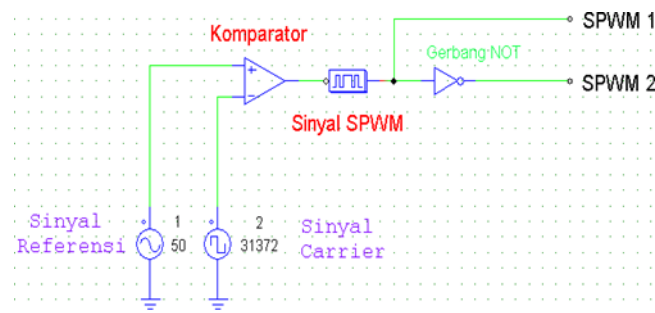 SPWM 1
Komparator
Gerbang NOT
SPWM 2
+
−
Sinyal SPWM
Sinyal Referensi
1
50
2
31372
Sinyal Carrier